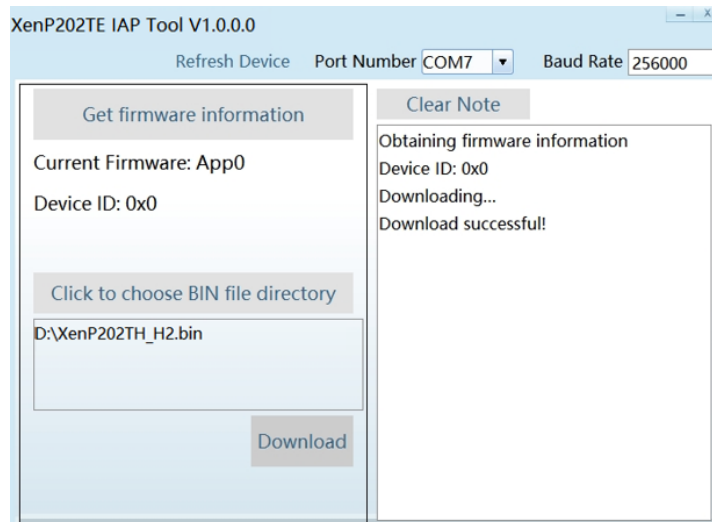 XenP202TE IAP Tool V1.0.0.0
Refresh Device Port Number COM7 Baud Rate 256000
Get firmware information
Current Firmware: App0
Device ID: 0x0
Click to choose BIN file directory
D:\XenP202TH_H2.bin
Download
Clear Note
Obtaining firmware information
Device ID: 0x0
Downloading...
Download successful!